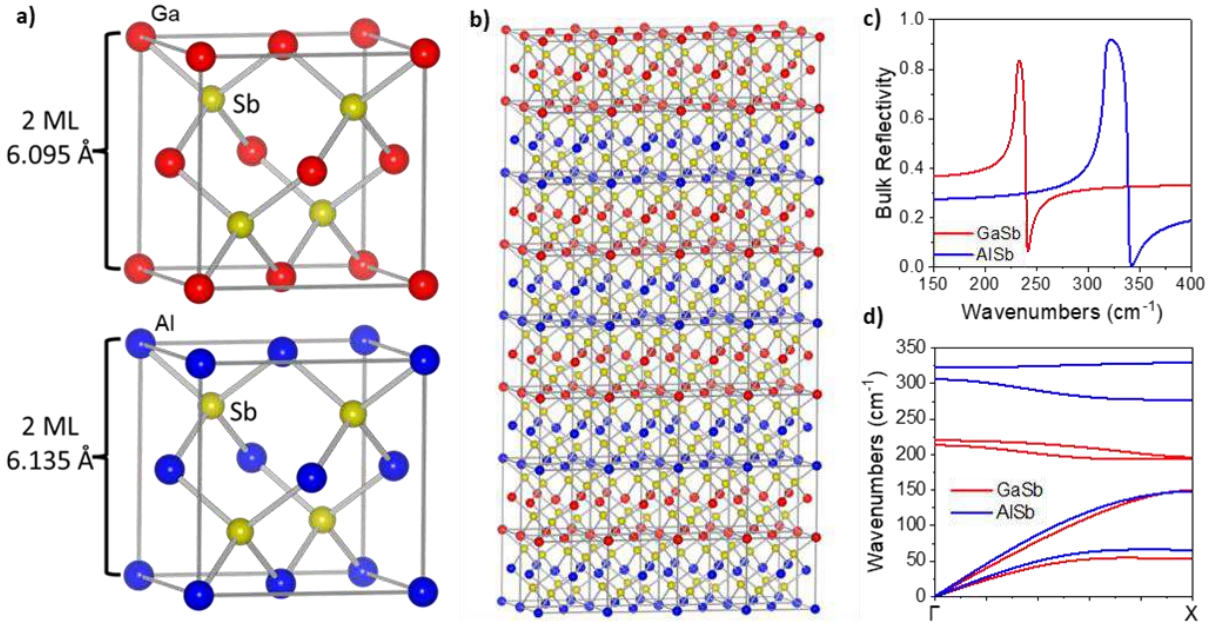 a)
Ga
Sb
2 ML
6.095 Å
Al
Sb
2 ML
6.135 Å
b)
c)
1.0
0.8
0.6
0.4
0.2
0.0
Bulk Reflectivity
GaSb
AlSb
150 200 250 300 350 400
Wavenumbers (cm-1)
d)
350
300
250
200
150
100
50
0
Wavenumbers (cm-1)
GaSb
AlSb
Γ X